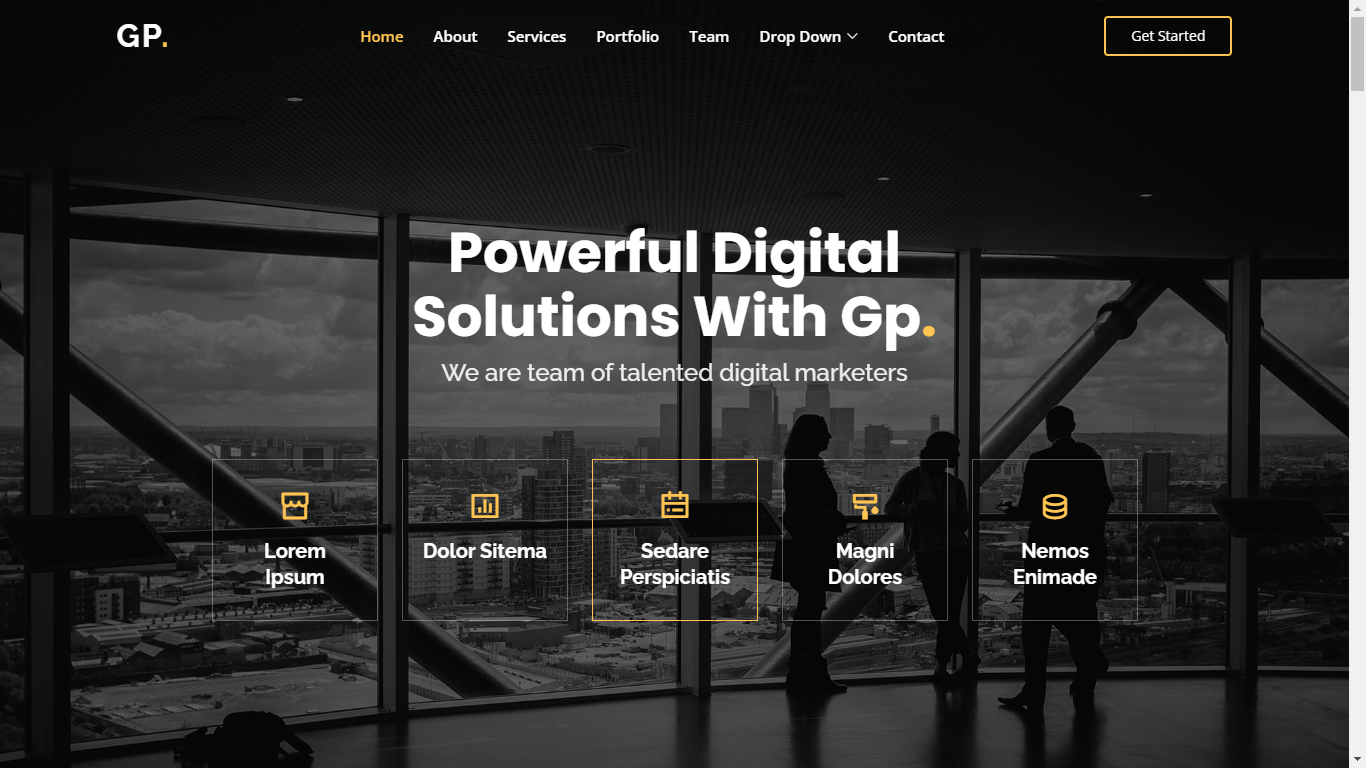 GP.
Home
About
Services
Portfolio
Team
Drop Down
Contact
Get Started
Powerful Digital
Solutions With Gp.
We are team of talented digital marketers
Lorem
Ipsum
Dolor Sitema
Sedare
Perspiciatis
Magni
Dolores
Nemos
Enimade